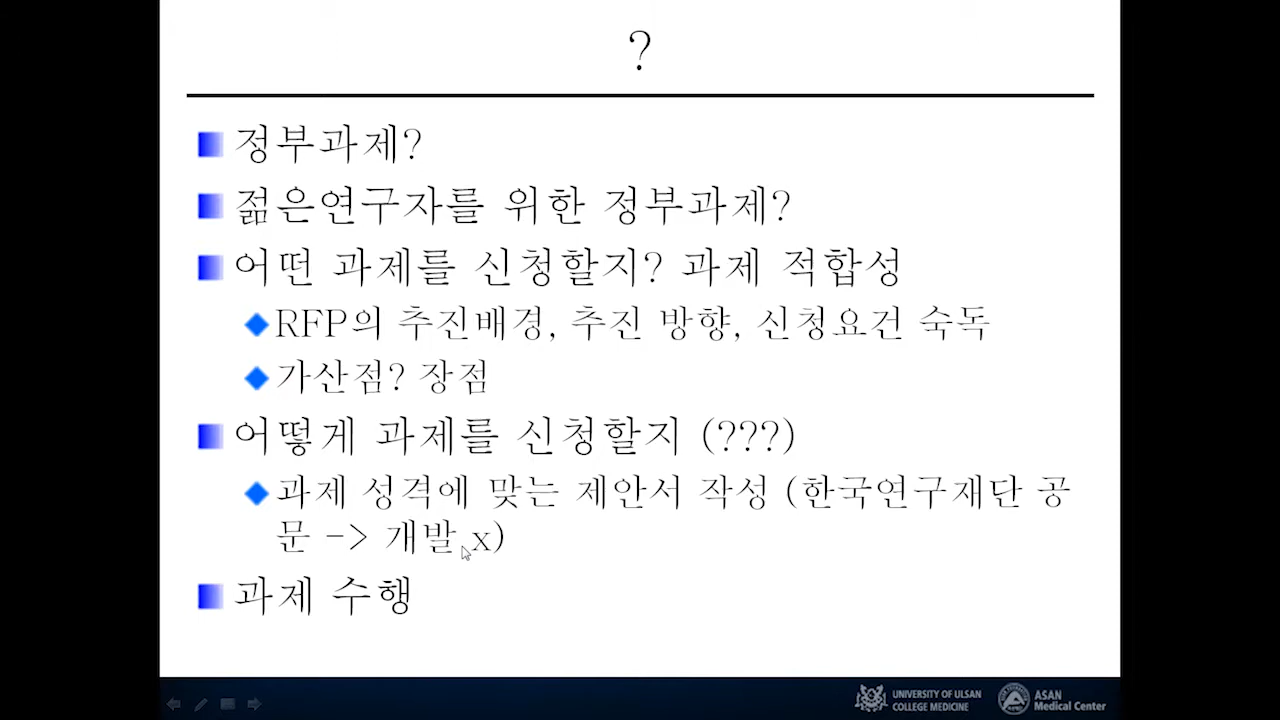 ?
정부과제?
젊은연구자를 위한 정부과제?
어떤 과제를 신청할지? 과제 적합성
RFP의 추진배경, 추진 방향, 신청요건 숙독
가산점? 장점
어떻게 과제를 신청할지 (???)
과제 성격에 맞는 제안서 작성 (한국연구재단 공
문 -> 개발 x)
과제 수행
UNIVERSITY OF ULSAN
COLLEGE MEDICINE
ASAN
Medical Center